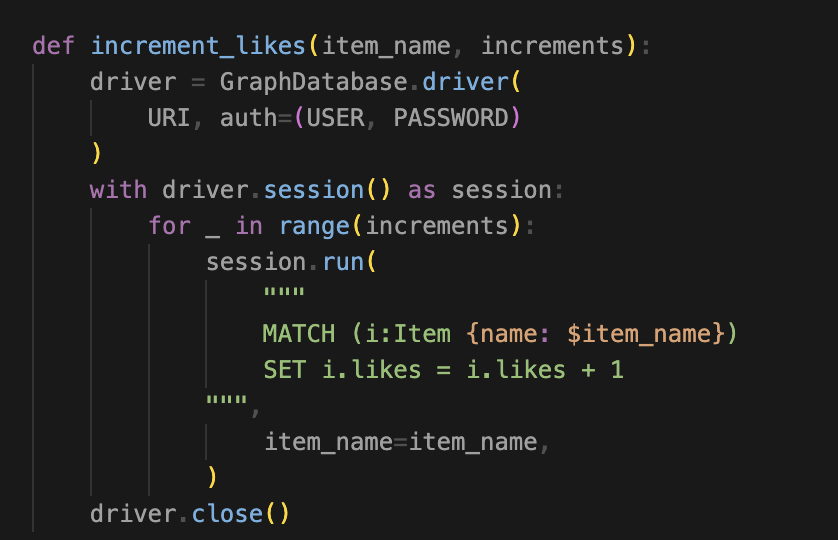 def increment_likes(item_name, increments):
    driver = GraphDatabase.driver(
        URI, auth=(USER, PASSWORD)
    )
    with driver.session() as session:
        for _ in range(increments):
            session.run(
                """
                MATCH (i:Item {name: $item_name})
                SET i.likes = i.likes + 1
            """,
                item_name=item_name,
            )
    driver.close()